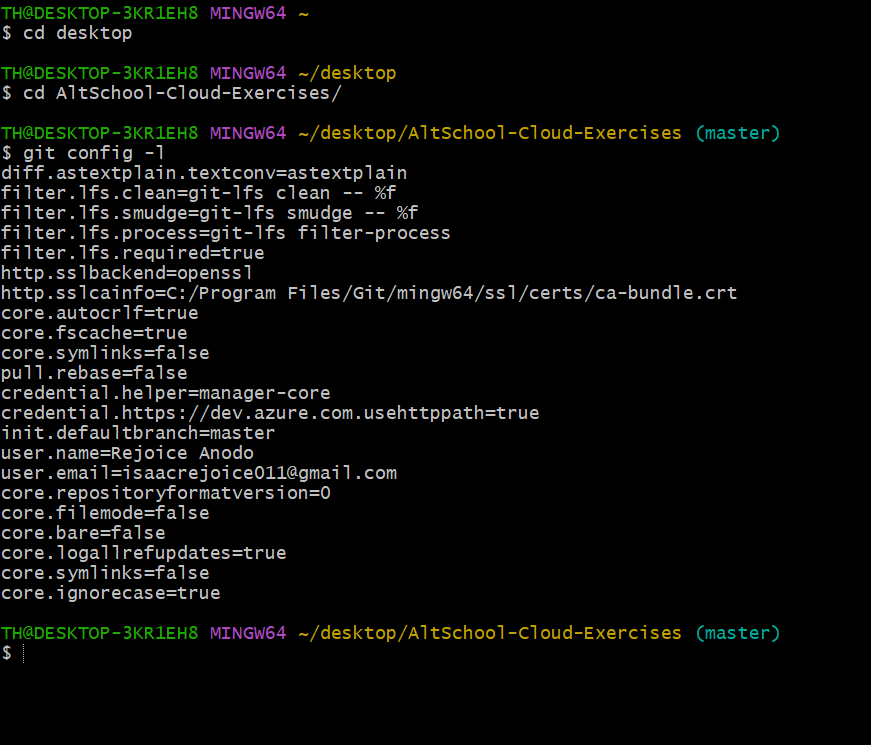 TH@DESKTOP-3KR1EH8 MINGW64 ~
$ cd desktop
TH@DESKTOP-3KR1EH8 MINGW64 ~/desktop
$ cd AltSchool-Cloud-Exercises/
TH@DESKTOP-3KR1EH8 MINGW64 ~/desktop/AltSchool-Cloud-Exercises (master)
$ git config -l
diff.astextplain.textconv=astextplain
filter.lfs.clean=git-lfs clean -- %f
filter.lfs.smudge=git-lfs smudge -- %f
filter.lfs.process=git-lfs filter-process
filter.lfs.required=true
http.sslbackend=openssl
http.sslcainfo=C:/Program Files/Git/mingw64/ssl/certs/ca-bundle.crt
core.autocrlf=true
core.fscache=true
core.symlinks=false
pull.rebase=false
credential.helper=manager-core
credential.https://dev.azure.com.usehttppath=true
init.defaultbranch=master
user.name=Rejoice Anodo
user.email=isaacrejoice011@gmail.com
core.repositoryformatversion=0
core.filemode=false
core.bare=false
core.logallrefupdates=true
core.symlinks=false
core.ignorecase=true
TH@DESKTOP-3KR1EH8 MINGW64 ~/desktop/AltSchool-Cloud-Exercises (master)
$